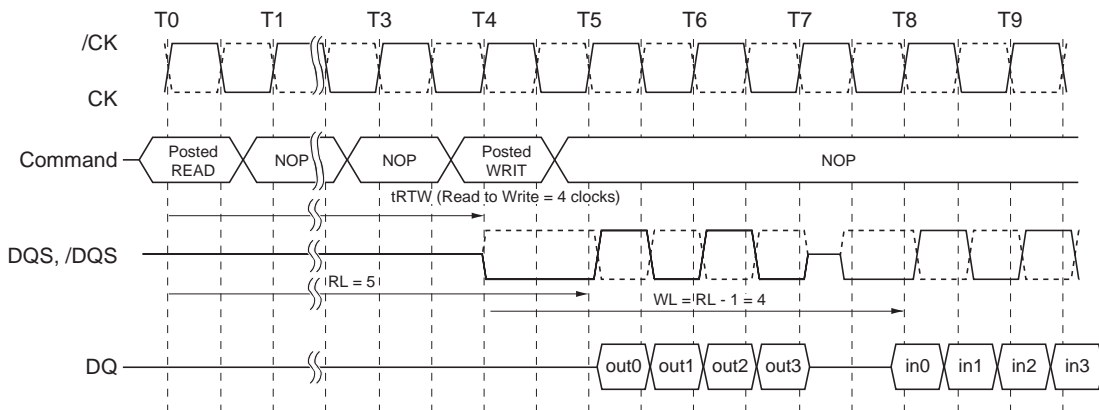 T0 T1 T3 T4 T5 T6 T7 T8 T9
/CK
CK
Command
Posted READ
NOP
NOP
Posted WRIT
NOP
tRTW (Read to Write = 4 clocks)
DQS, /DQS
RL = 5
WL = RL - 1 = 4
DQ
out0 out1 out2 out3 in0 in1 in2 in3